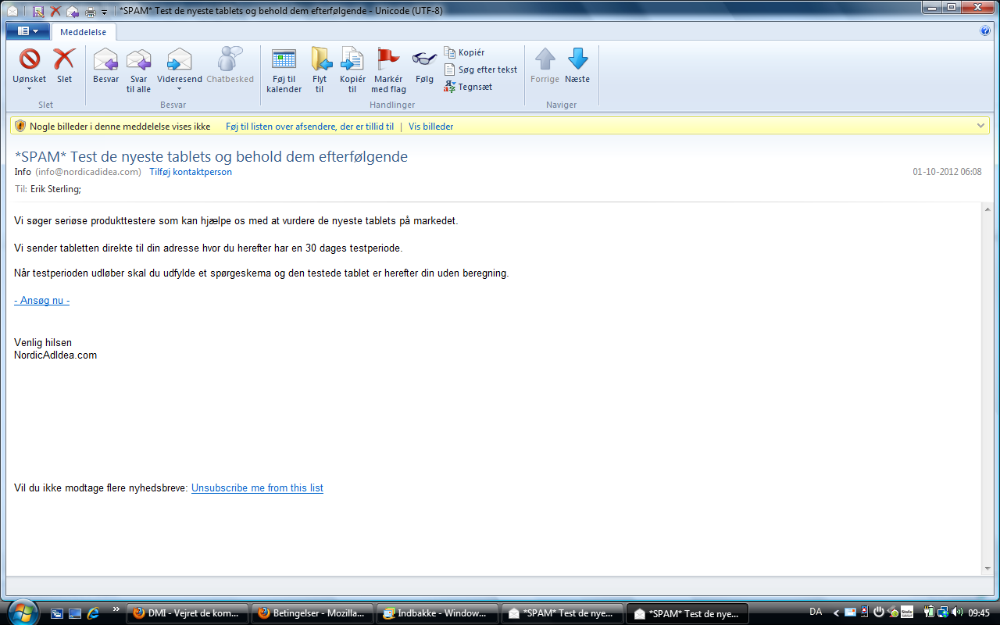 *SPAM* Test de nyeste tablets og behold dem efterfølgende - Unicode (UTF-8)
Meddelelse
Uønsket
Slet
Besvar
Svar til alle
Videresend
Chatbesked
Føj til kalender
Flyt til
Kopiér til
Markér med flag
Følg
Kopiér
Søg efter tekst
Tegnsæt
Forrige
Næste
Slet
Besvar
Handlinger
Naviger
Nogle billeder i denne meddelelse vises ikke Føj til listen over afsendere, der er tillid til | Vis billeder
*SPAM* Test de nyeste tablets og behold dem efterfølgende
Info (info@nordicadidea.com) Tilføj kontaktperson 01-10-2012 06:08
Til: Erik Sterling;
Vi søger seriøse produkttestere som kan hjælpe os med at vurdere de nyeste tablets på markedet.
Vi sender tabletten direkte til din adresse hvor du herefter har en 30 dages testperiode.
Når testperioden udløber skal du udfylde et spørgeskema og den testede tablet er herefter din uden beregning.
- Ansøg nu -
Venlig hilsen
NordicAdIdea.com
Vil du ikke modtage flere nyhedsbreve: Unsubscribe me from this list
DMI - Vejret de kom... Betingelser - Mozilla... Indbakke - Window... *SPAM* Test de nye... *SPAM* Test de nye... DA 09:45